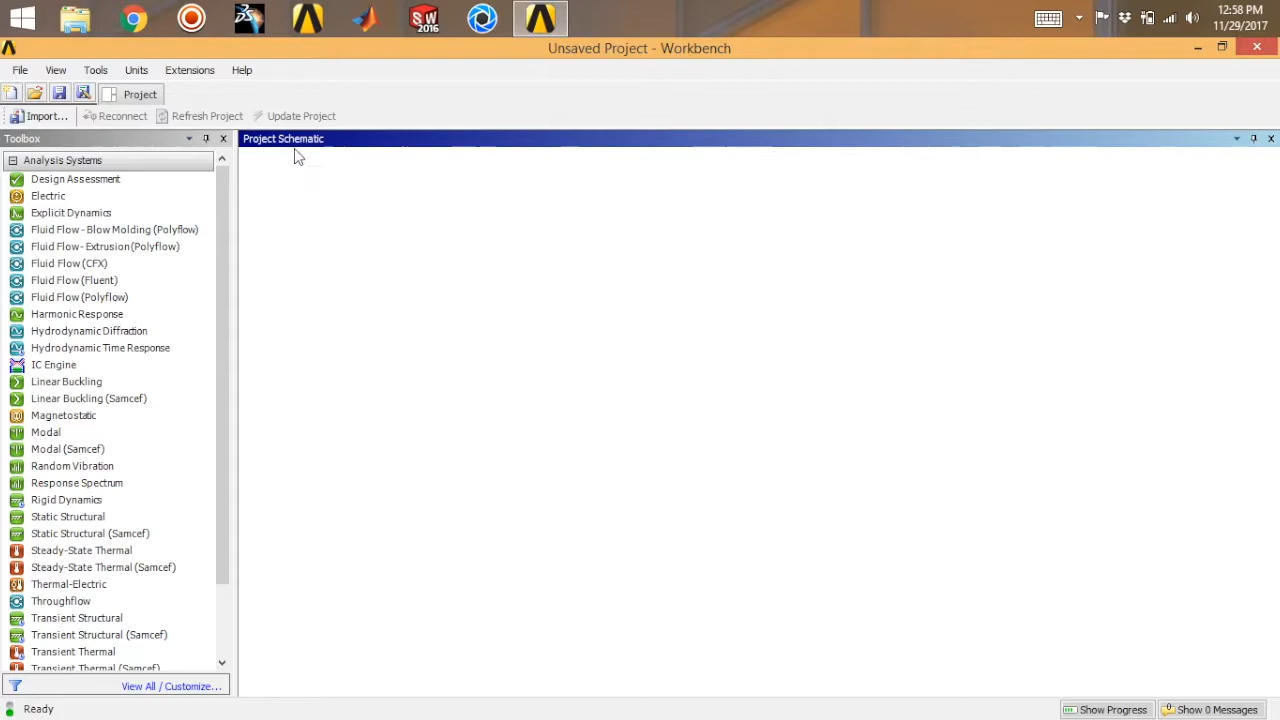 SW
2016
12:58 PM
11/29/2017
Unsaved Project - Workbench
File View Tools Units Extensions Help
Project
Import... Reconnect Refresh Project Update Project
Toolbox
Project Schematic
Analysis Systems
Design Assessment
Electric
Explicit Dynamics
Fluid Flow - Blow Molding (Polyflow)
Fluid Flow - Extrusion (Polyflow)
Fluid Flow (CFX)
Fluid Flow (Fluent)
Fluid Flow (Polyflow)
Harmonic Response
Hydrodynamic Diffraction
Hydrodynamic Time Response
IC Engine
Linear Buckling
Linear Buckling (Samcef)
Magnetostatic
Modal
Modal (Samcef)
Random Vibration
Response Spectrum
Rigid Dynamics
Static Structural
Static Structural (Samcef)
Steady-State Thermal
Steady-State Thermal (Samcef)
Thermal-Electric
Throughflow
Transient Structural
Transient Structural (Samcef)
Transient Thermal
Transient Thermal (Samcef)
View All / Customize...
Ready
Show Progress
Show 0 Messages